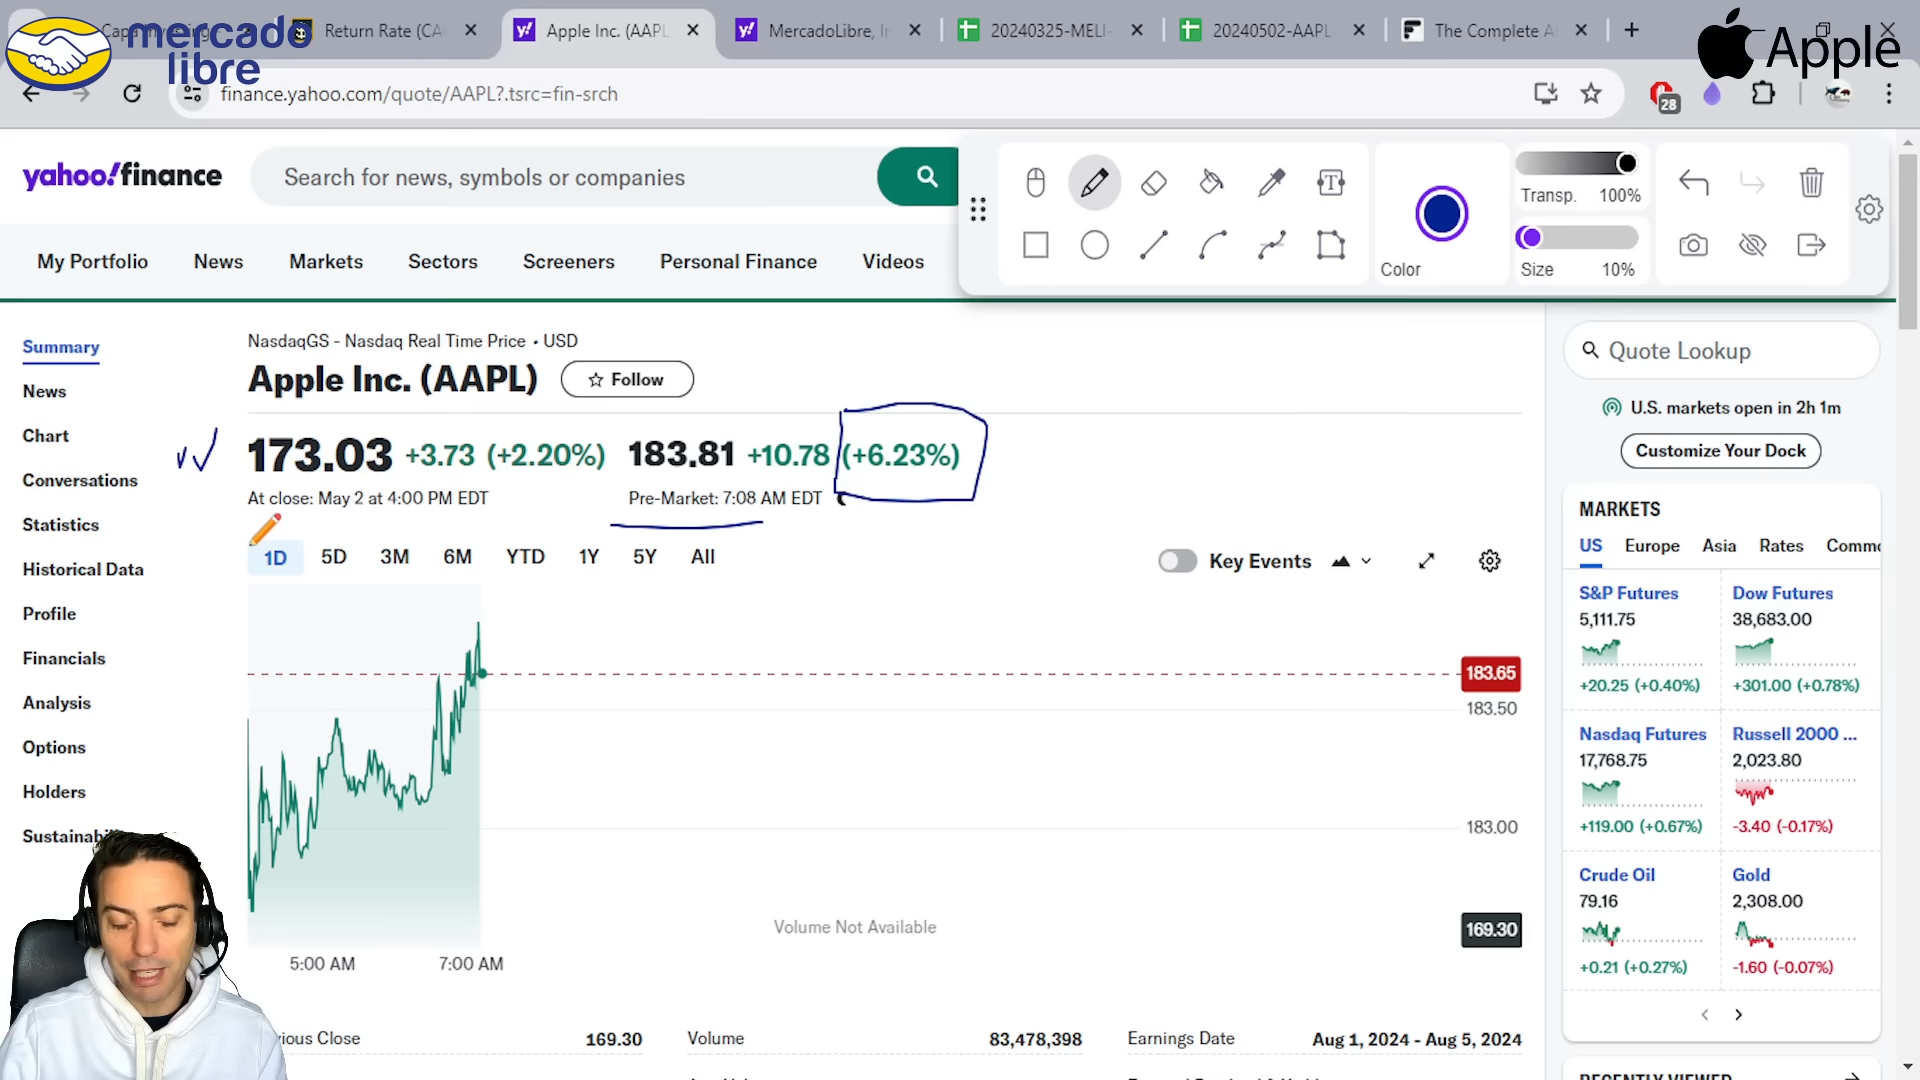 Capa
investing
Return Rate (CA
Apple Inc. (AAPL
MercadoLibre, In
20240325-MELI-
20240502-AAPL
The Complete A
mercado
libre
Apple
finance.yahoo.com/quote/AAPL?.tsrc=fin-srch
28
yahoo!finance
Search for news, symbols or companies
T
Transp. 100%
Color
Size 10%
My Portfolio
News
Markets
Sectors
Screeners
Personal Finance
Videos
Summary
News
Chart
Conversations
Statistics
Historical Data
Profile
Financials
Analysis
Options
Holders
NasdaqGS - Nasdaq Real Time Price • USD
Apple Inc. (AAPL)
Follow
173.03 +3.73 (+2.20%) 183.81 +10.78 (+6.23%)
At close: May 2 at 4:00 PM EDT
Pre-Market: 7:08 AM EDT
1D 5D 3M 6M YTD 1Y 5Y All
Key Events
183.65
183.50
183.00
169.30
Volume Not Available
5:00 AM 7:00 AM
Close 169.30
Volume 83,478,398
Earnings Date Aug 1, 2024 - Aug 5, 2024
Quote Lookup
U.S. markets open in 2h 1m
Customize Your Dock
MARKETS
US Europe Asia Rates Comm
S&P Futures
5,111.75
+20.25 (+0.40%)
Dow Futures
38,683.00
+301.00 (+0.78%)
Nasdaq Futures
17,768.75
+119.00 (+0.67%)
Russell 2000 ...
2,023.80
-3.40 (-0.17%)
Crude Oil
79.16
+0.21 (+0.27%)
Gold
2,308.00
-1.60 (-0.07%)
RECENTLY VIEWED